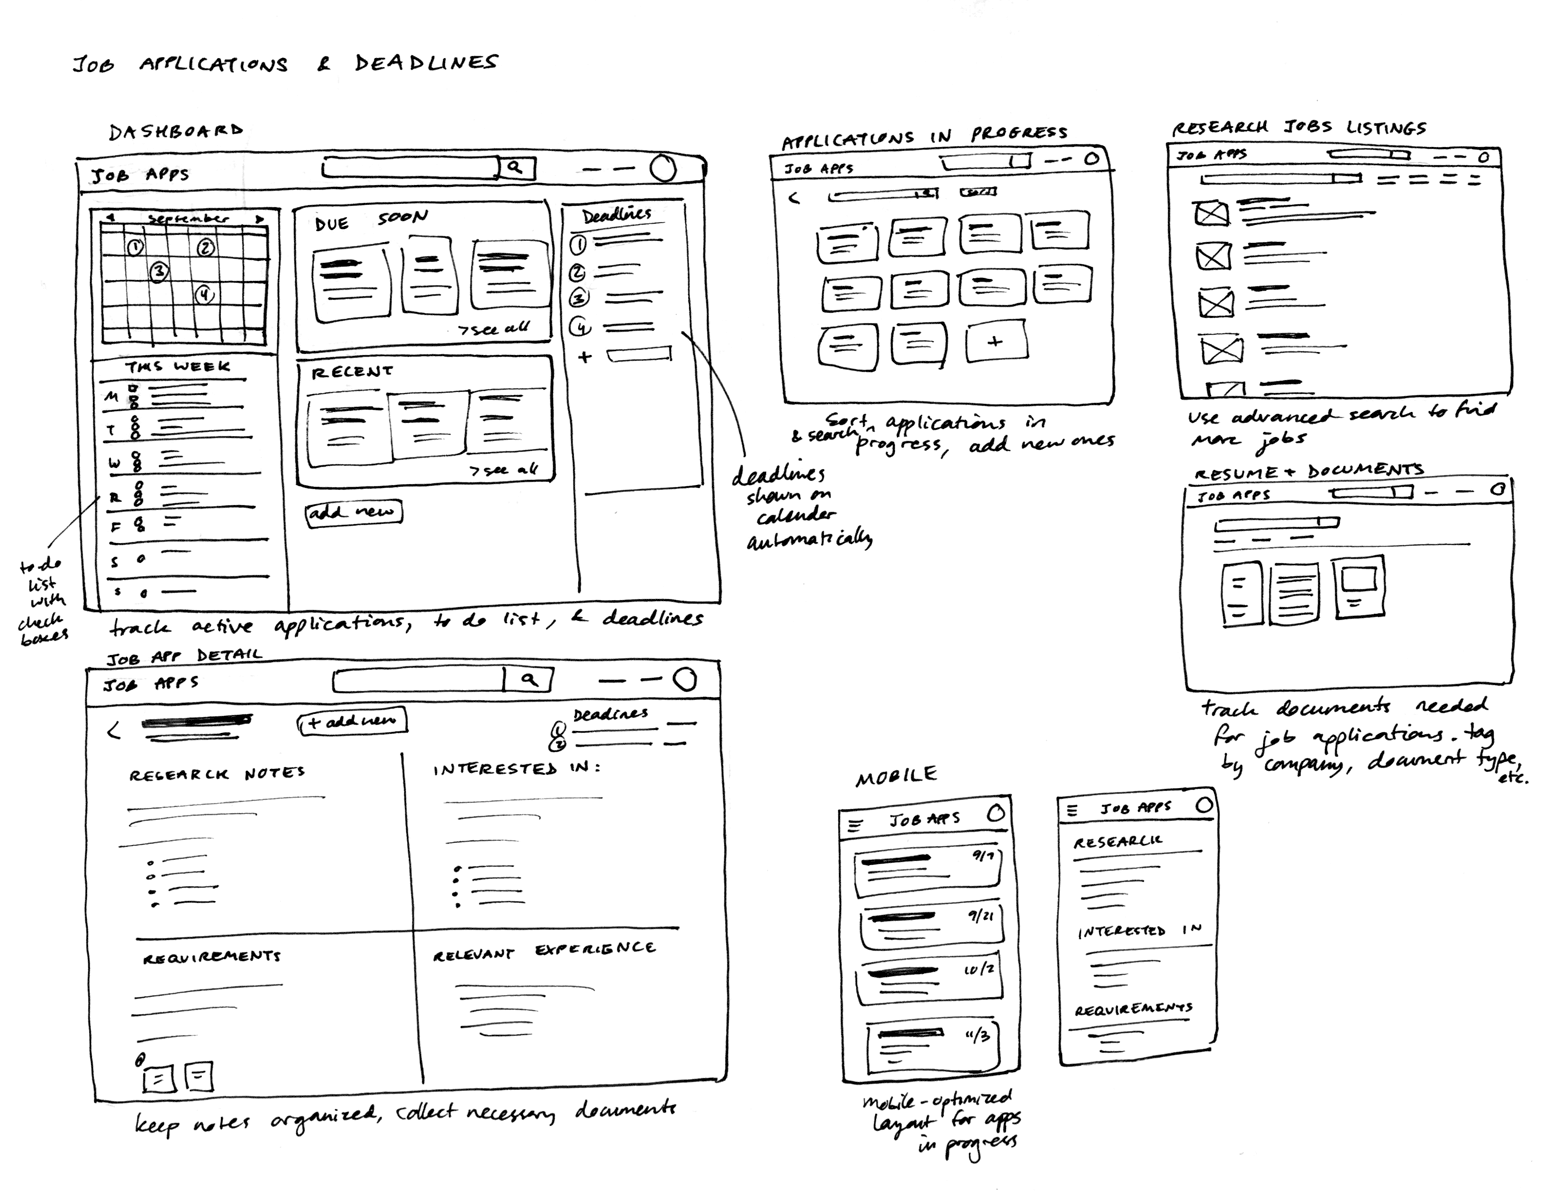 JOB APPLICATIONS & DEADLINES
DASHBOARD
JOB APPS
September
1
2
3
4
THIS WEEK
M
T
W
R
F
S
S
DUE SOON
>see all
RECENT
>see all
add new
Deadlines
1
2
3
4
+
to do
list
with
check
boxes
deadlines
shown on
calender
automatically
track active applications, to do list, & deadlines
APPLICATIONS IN PROGRESS
JOB APPS
<
sort
+
Sort
& search applications in
progress, add new ones
RESEARCH JOBS LISTINGS
JOB APPS
use advanced search to find
more jobs
RESUME + DOCUMENTS
JOB APPS
track documents needed
for job applications. tag
by company, document type,
etc.
JOB APP DETAIL
JOB APPS
<
+ add new
Deadlines
1
2
RESEARCH NOTES
INTERESTED IN:
REQUIREMENTS
RELEVANT EXPERIENCE
keep notes organized, collect necessary documents
MOBILE
JOB APPS
9/7
9/21
10/2
11/3
mobile-optimized
layout for apps
in progress
JOB APPS
RESEARCH
INTERESTED IN
REQUIREMENTS